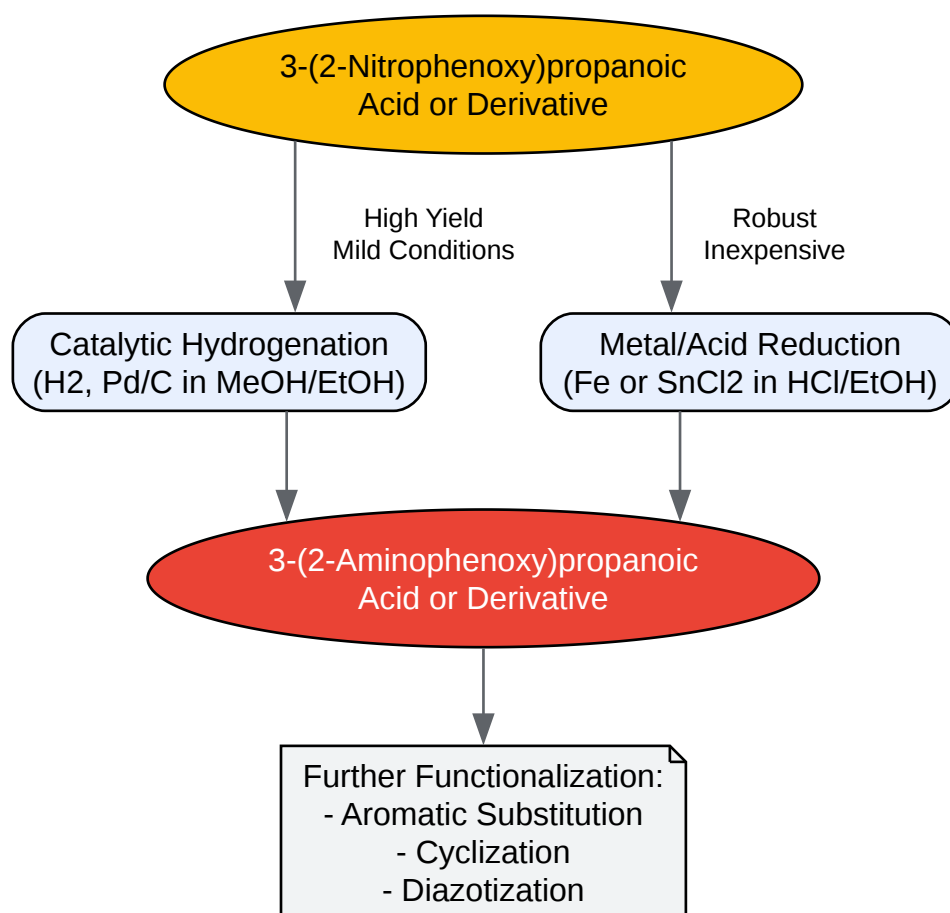 3-(2-Nitrophenoxy)propanoic
Acid or Derivative
High Yield
Mild Conditions
Robust
Inexpensive
Catalytic Hydrogenation
(H2, Pd/C in MeOH/EtOH)
Metal/Acid Reduction
(Fe or SnCl2 in HCl/EtOH)
3-(2-Aminophenoxy)propanoic
Acid or Derivative
Further Functionalization:
- Aromatic Substitution
- Cyclization
- Diazotization